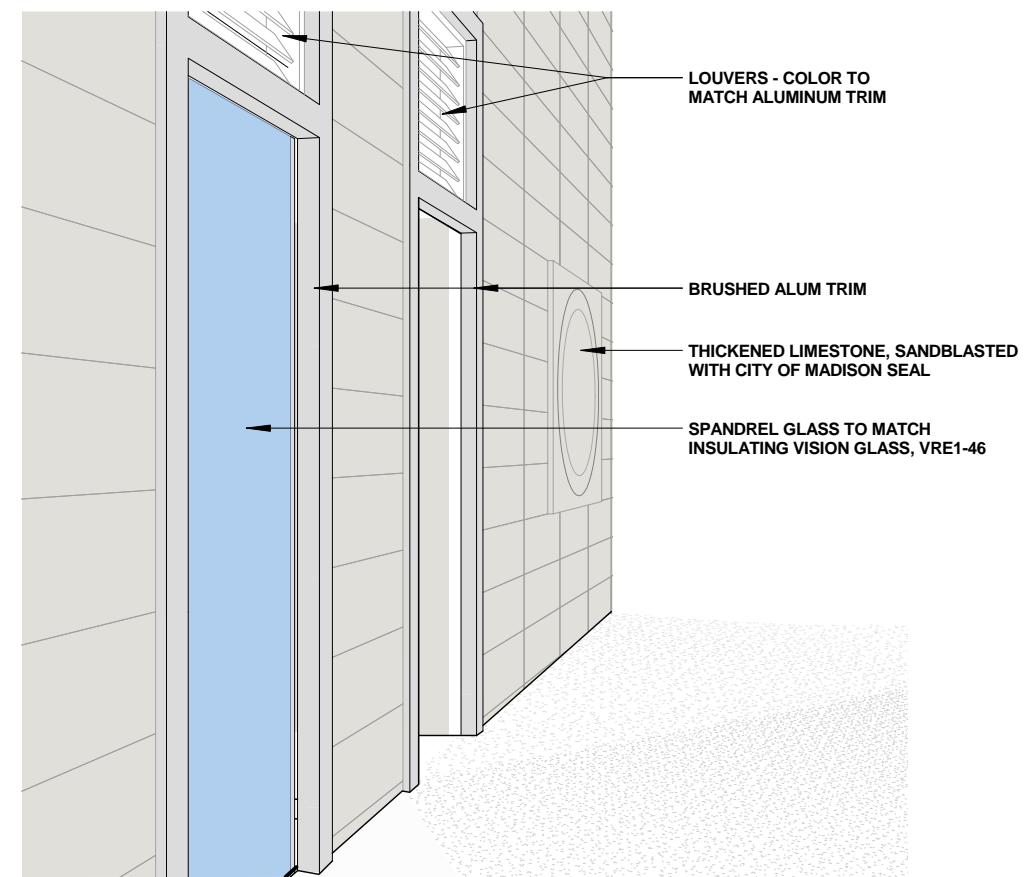 LOUVERS - COLOR TO
MATCH ALUMINUM TRIM
BRUSHED ALUM TRIM
THICKENED LIMESTONE, SANDBLASTED
WITH CITY OF MADISON SEAL
SPANDREL GLASS TO MATCH
INSULATING VISION GLASS, VRE1-46